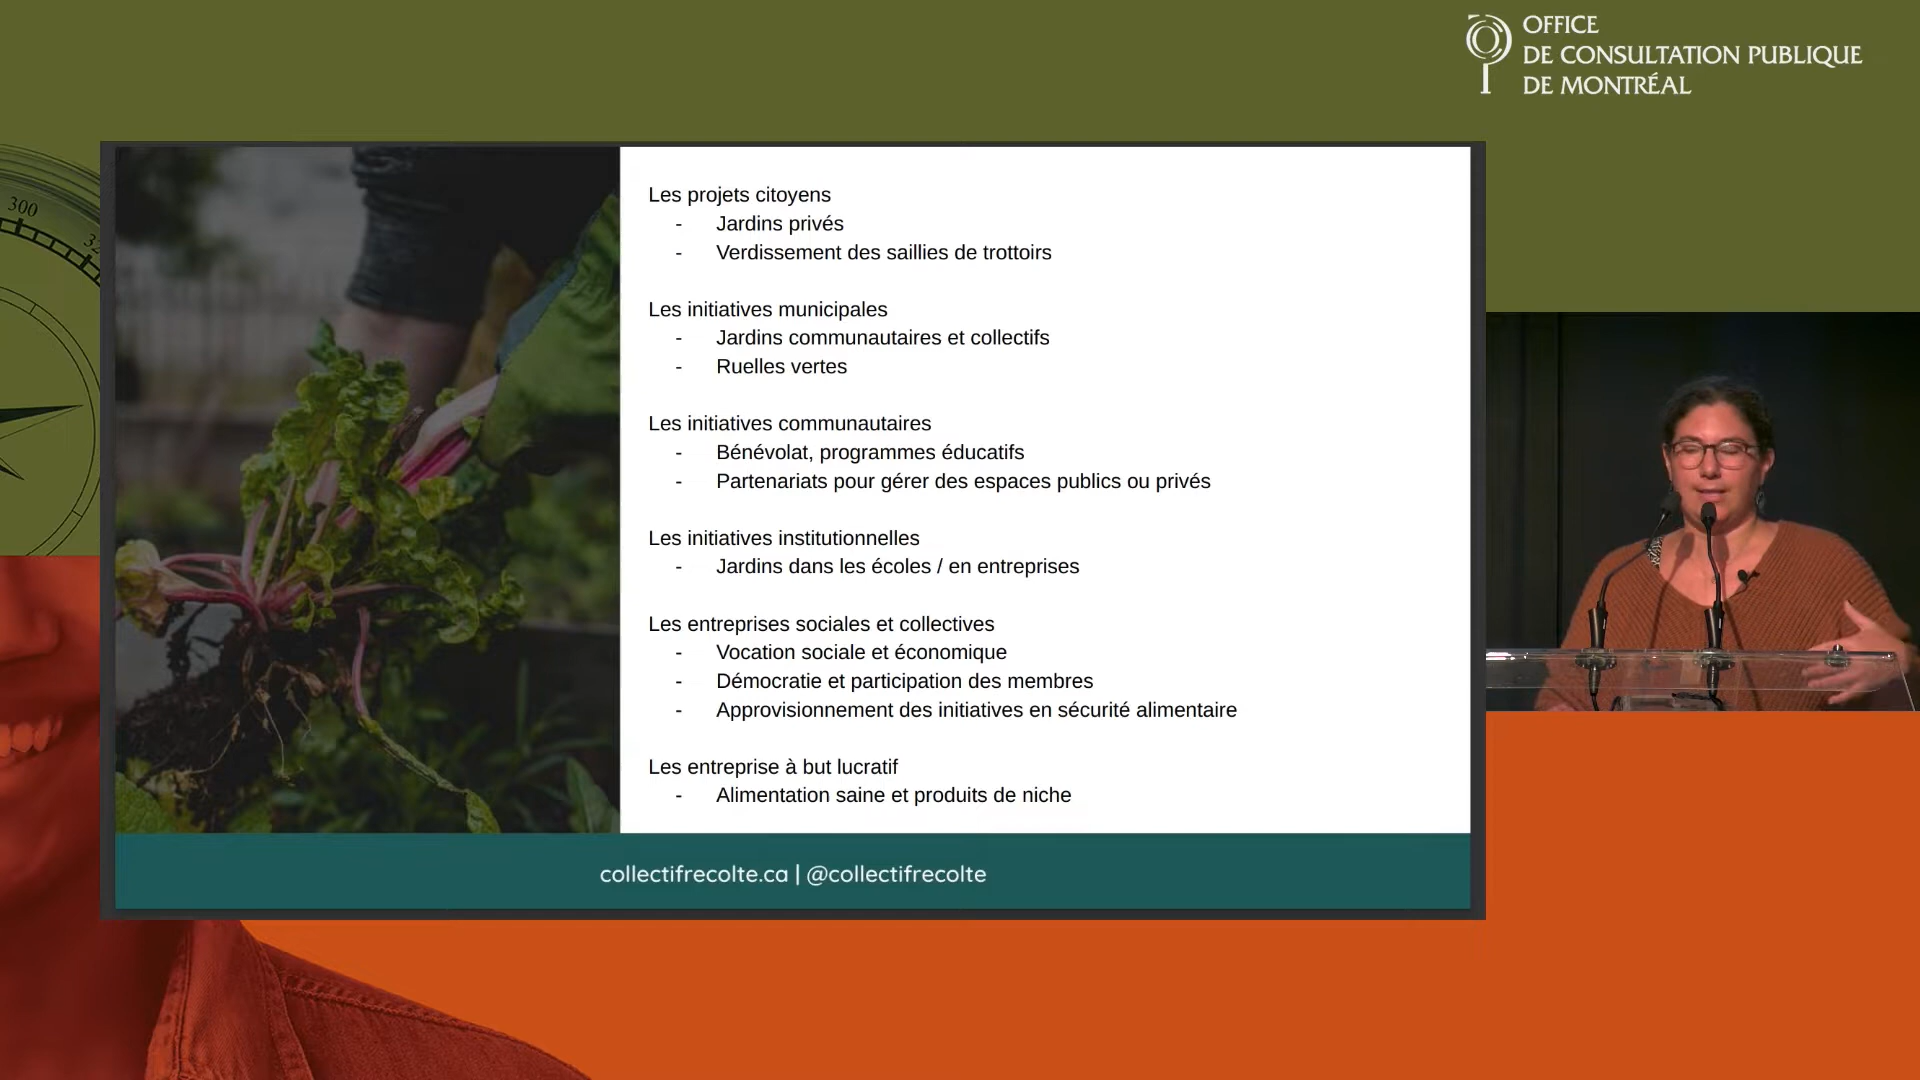 OFFICE
DE CONSULTATION PUBLIQUE
DE MONTRÉAL
300
Les projets citoyens
- Jardins privés
- Verdissement des saillies de trottoirs
Les initiatives municipales
- Jardins communautaires et collectifs
- Ruelles vertes
Les initiatives communautaires
- Bénévolat, programmes éducatifs
- Partenariats pour gérer des espaces publics ou privés
Les initiatives institutionnelles
- Jardins dans les écoles / en entreprises
Les entreprises sociales et collectives
- Vocation sociale et économique
- Démocratie et participation des membres
- Approvisionnement des initiatives en sécurité alimentaire
Les entreprise à but lucratif
- Alimentation saine et produits de niche
collectifrecolte.ca | @collectifrecolte